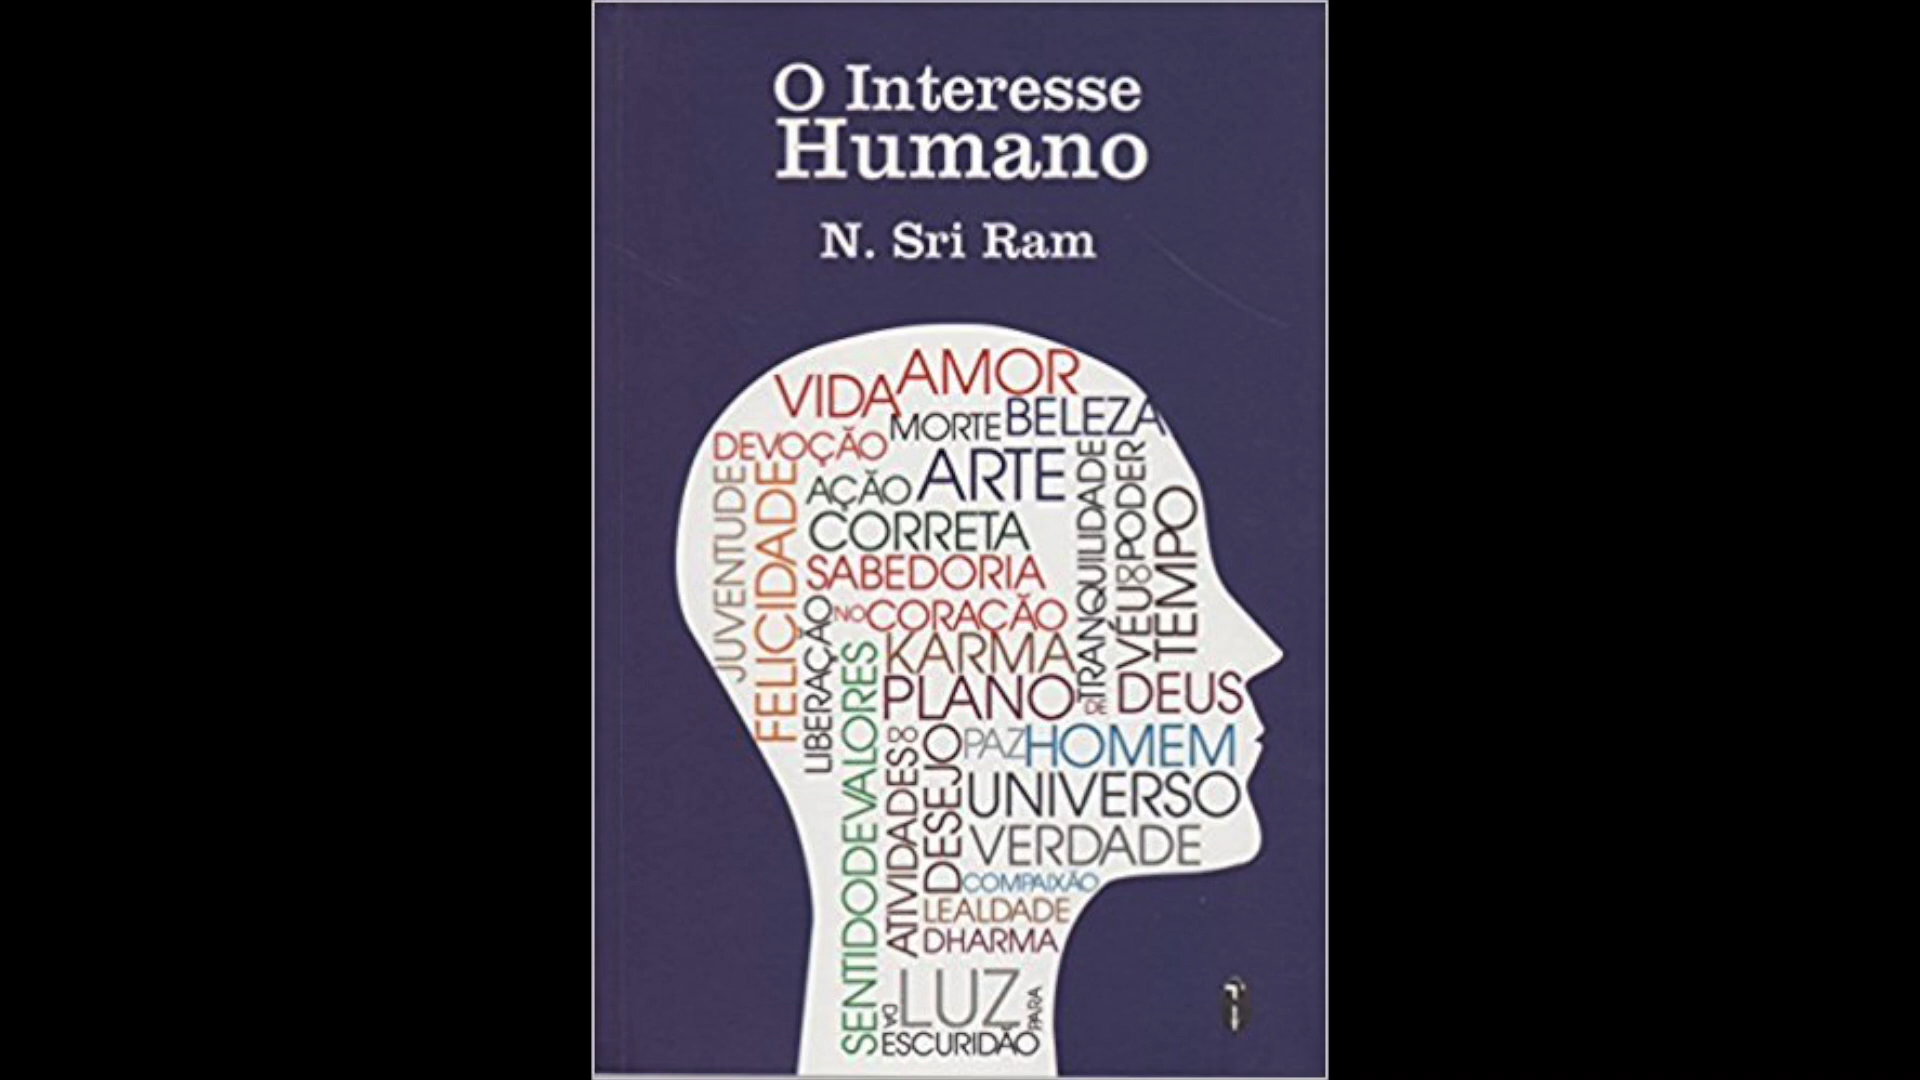 O Interesse
Humano
N. Sri Ram
VIDA
AMOR
DEVOÇÃO
MORTE
BELEZA
JUVENTUDE
FELICIDADE
AÇÃO
CORRETA
ARTE
SABEDORIA
NO CORAÇÃO
TRANQUILIDADE
VÉU DO PODER
TEMPO
LIBERAÇÃO
KARMA
PLANO
DE DEUS
SENTIDO DE VALORES
ATIVIDADES DO
DESEJO
PAZ
HOMEM
UNIVERSO
VERDADE
COMPAIXÃO
LEALDADE
DHARMA
DA
LUZ
PARA
ESCURIDÃO